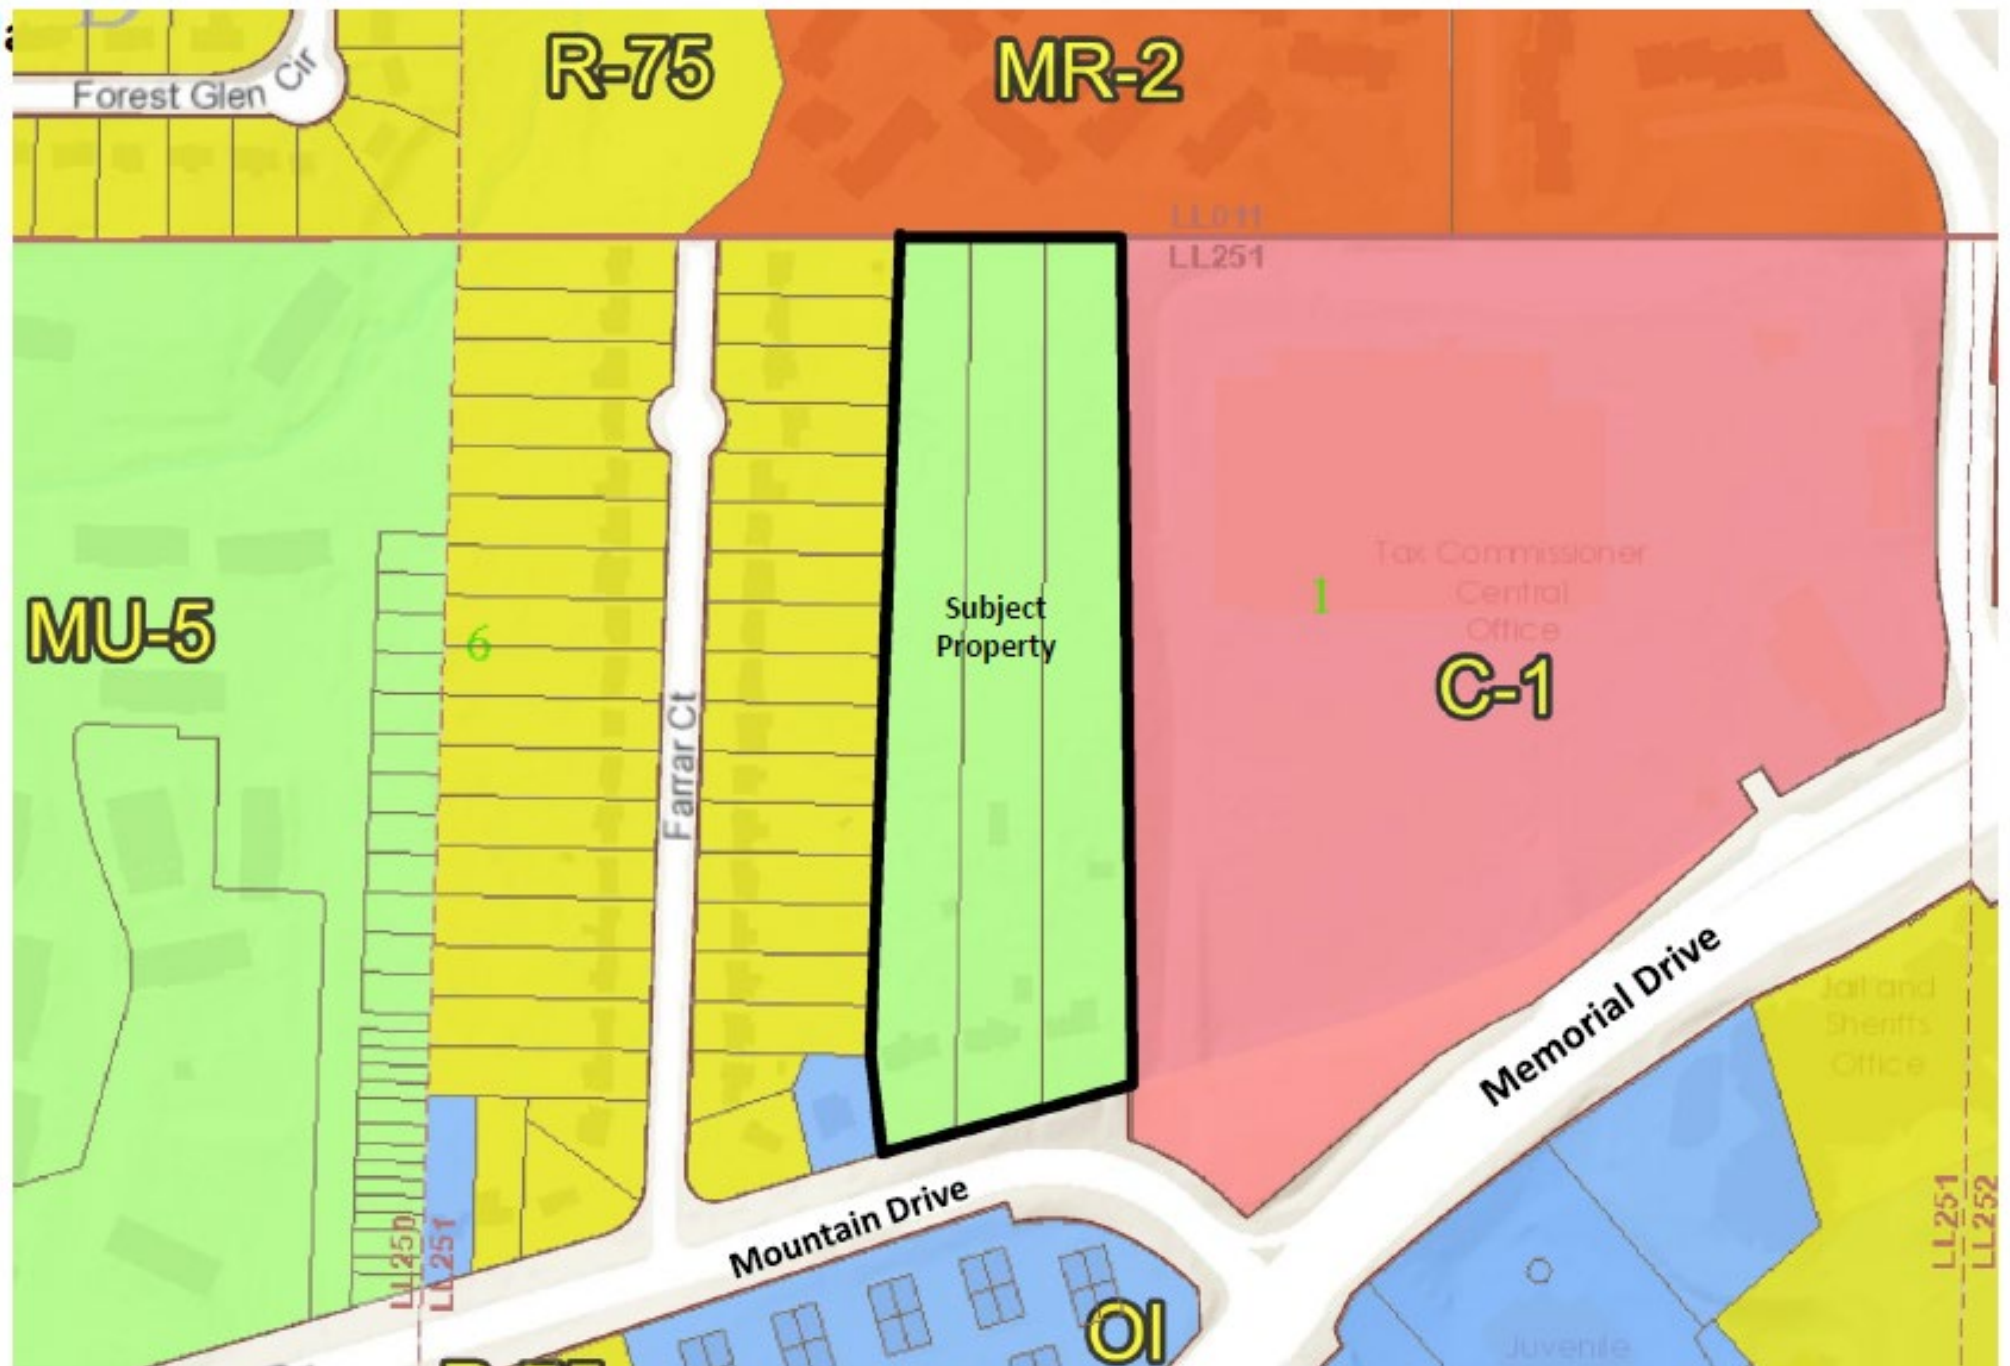 R-75
MR-2
Forest Glen Cir
LL011
LL251
Tax Commissioner
Central
Office
1
C-1
Subject
Property
MU-5
6
Farrar Ct
Memorial Drive
Jail and
Sheriffs
Office
Mountain Drive
LL250
LL251
LL251
LL252
OI
Juvenile